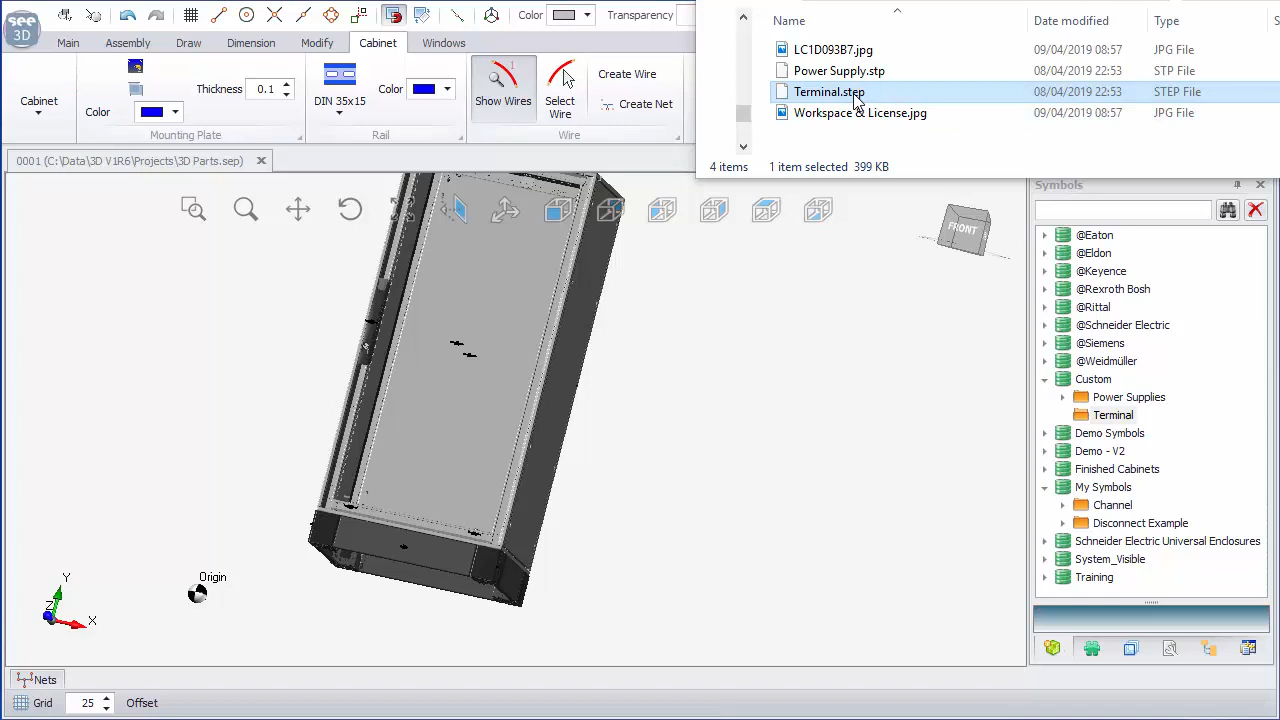 see
3D
Color
Transparency
Main
Assembly
Draw
Dimension
Modify
Cabinet
Windows
Cabinet
Thickness 0.1
Color
Mounting Plate
DIN 35x15
Color
Rail
Show Wires
Select
Wire
Create Wire
Create Net
Wire
Name
Date modified
Type
S
LC1D093B7.jpg 09/04/2019 08:57 JPG File
Power Supply.stp 08/04/2019 22:53 STP File
Terminal.step 08/04/2019 22:53 STEP File
Workspace & License.jpg 09/04/2019 08:57 JPG File
4 items 1 item selected 399 KB
0001 (C:\Data\3D V1R6\Projects\3D Parts.sep)
FRONT
Origin
Y
Z
X
Symbols
@Eaton
@Eldon
@Keyence
@Rexroth Bosh
@Rittal
@Schneider Electric
@Siemens
@Weidmüller
Custom
Power Supplies
Terminal
Demo Symbols
Demo - V2
Finished Cabinets
My Symbols
Channel
Disconnect Example
Schneider Electric Universal Enclosures
System_Visible
Training
Nets
Grid 25 Offset